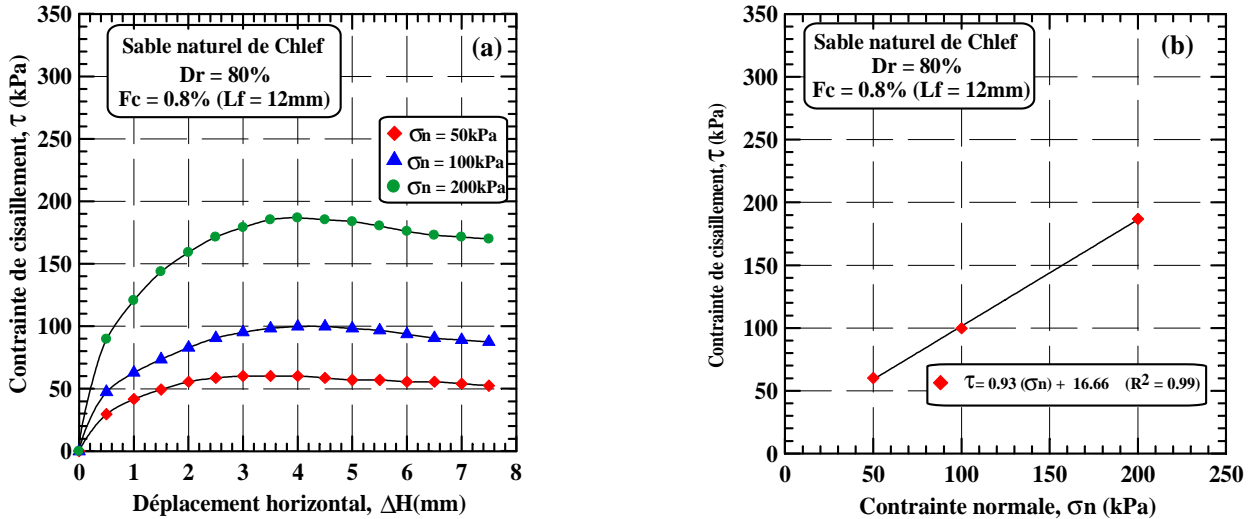 350
300
250
200
150
100
50
0
Contrainte de cisaillement, τ (kPa)
Sable naturel de Chlef
Dr = 80%
Fc = 0.8% (Lf = 12mm)
(a)
σn = 50kPa
σn = 100kPa
σn = 200kPa
0 1 2 3 4 5 6 7 8
Déplacement horizontal, ΔH(mm)
350
300
250
200
150
100
50
0
Contrainte de cisaillement, τ (kPa)
Sable naturel de Chlef
Dr = 80%
Fc = 0.8% (Lf = 12mm)
(b)
τ= 0.93 (σn) + 16.66 (R² = 0.99)
0 50 100 150 200 250
Contrainte normale, σn (kPa)